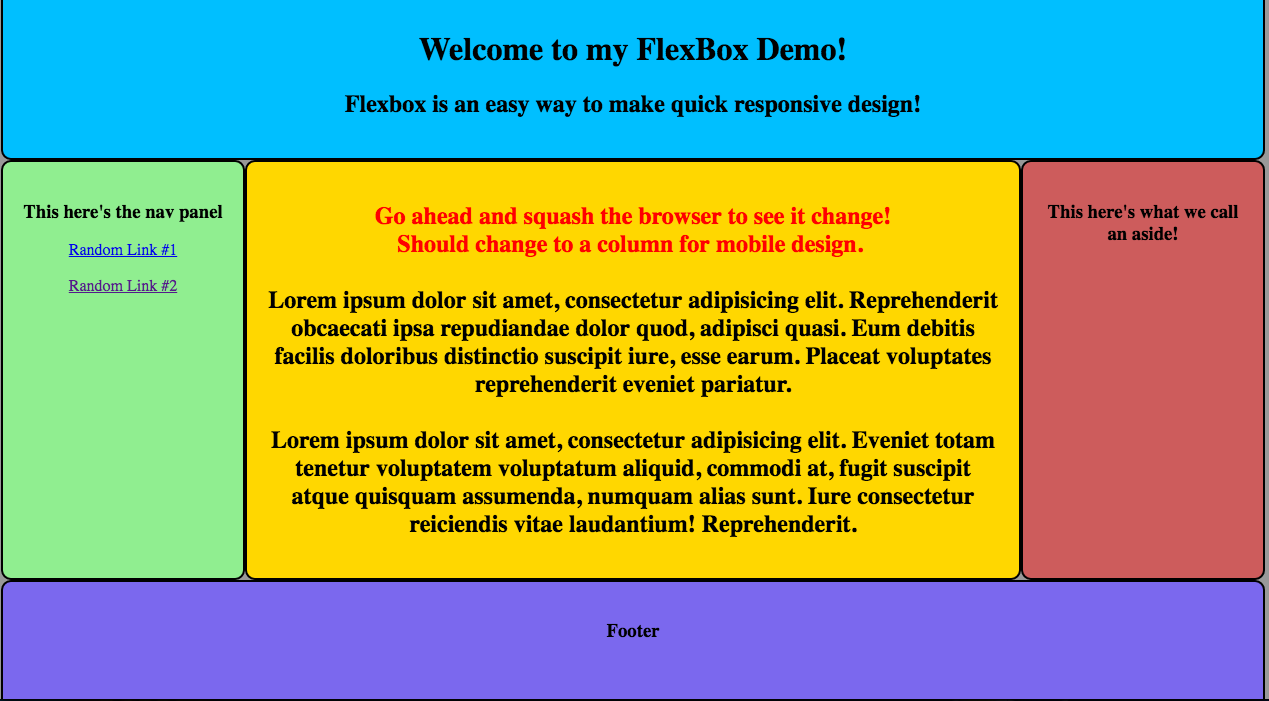 Welcome to my FlexBox Demo!
Flexbox is an easy way to make quick responsive design!
This here's the nav panel
Random Link #1
Random Link #2
Go ahead and squash the browser to see it change!
Should change to a column for mobile design.
Lorem ipsum dolor sit amet, consectetur adipisicing elit. Reprehenderit
obcaecati ipsa repudiandae dolor quod, adipisci quasi. Eum debitis
facilis doloribus distinctio suscipit iure, esse earum. Placeat voluptates
reprehenderit eveniet pariatur.
Lorem ipsum dolor sit amet, consectetur adipisicing elit. Eveniet totam
tenetur voluptatem voluptatum aliquid, commodi at, fugit suscipit
atque quisquam assumenda, numquam alias sunt. Iure consectetur
reiciendis vitae laudantium! Reprehenderit.
This here's what we call
an aside!
Footer